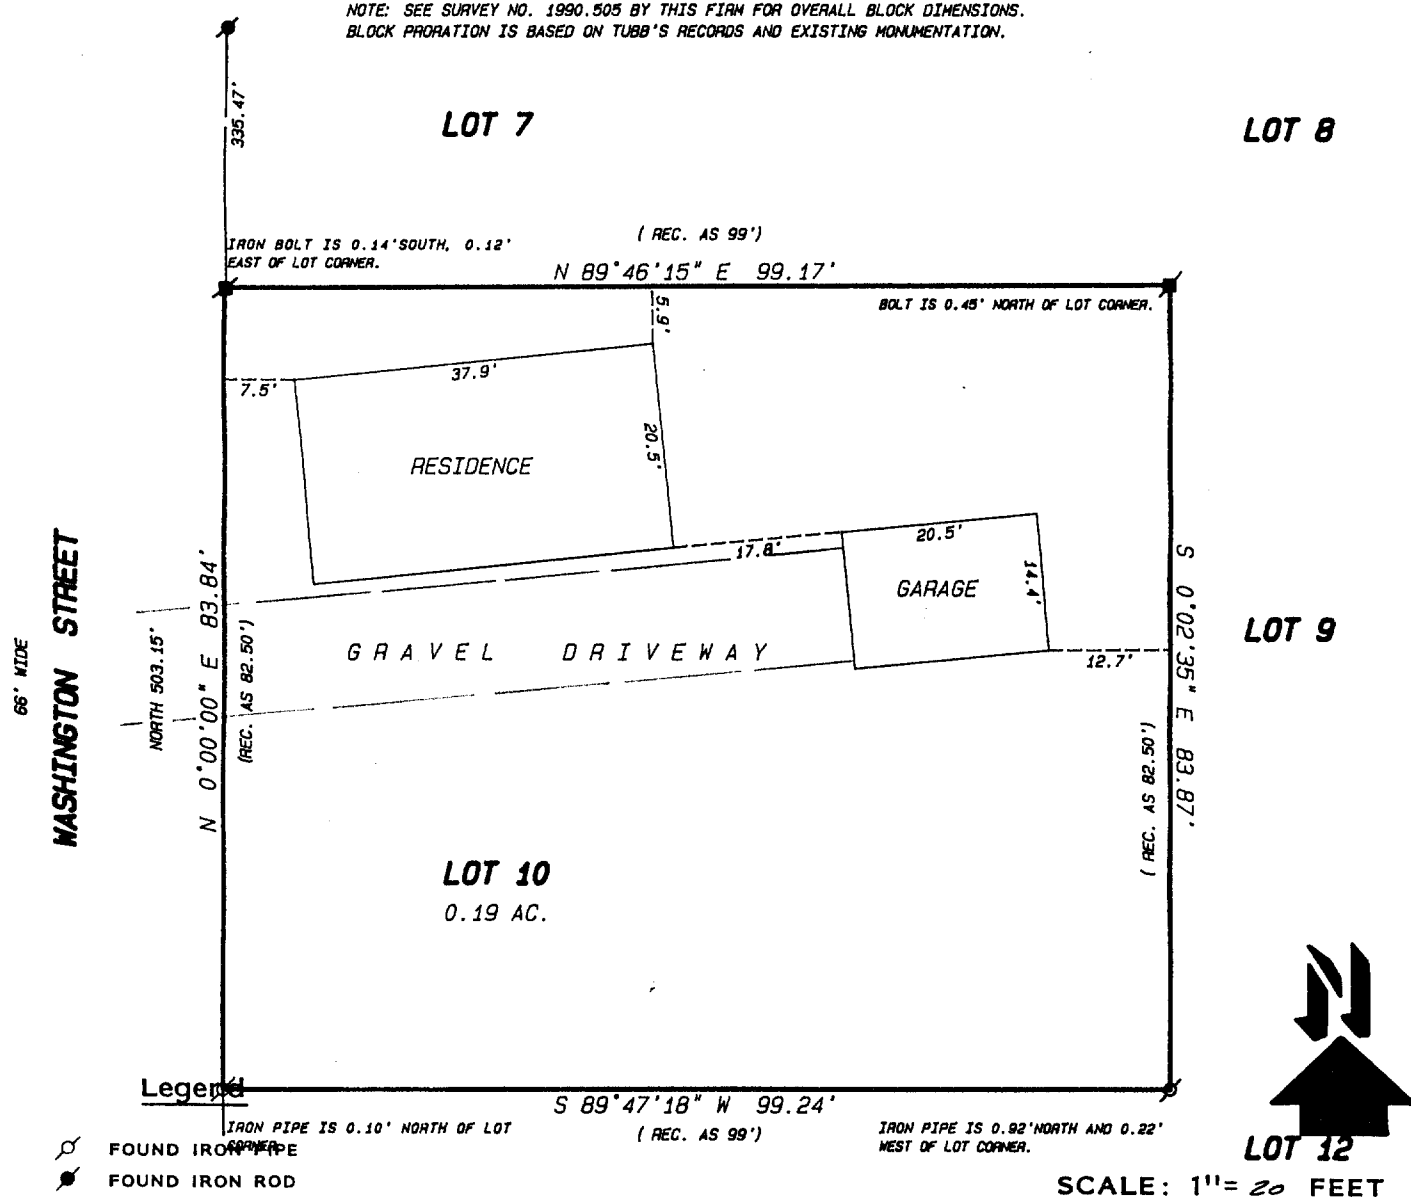 NOTE: SEE SURVEY NO. 1990.505 BY THIS FIRM FOR OVERALL BLOCK DIMENSIONS.
BLOCK PRORATION IS BASED ON TUBB'S RECORDS AND EXISTING MONUMENTATION.
335.47'
LOT 7
LOT 8
(REC. AS 99')
IRON BOLT IS 0.14'SOUTH, 0.12'
EAST OF LOT CORNER.
N 89°46'15" E 99.17'
BOLT IS 0.45' NORTH OF LOT CORNER.
5.9'
37.9'
7.5'
20.5'
RESIDENCE
17.8'
20.5'
GARAGE
14.4'
12.7'
S 0°02'35" E 83.87'
(REC. AS 82.50')
LOT 9
66' WIDE
WASHINGTON STREET
NORTH 503.15'
N 0°00'00" E 83.84'
(REC. AS 82.50')
GRAVEL DRIVEWAY
LOT 10
0.19 AC.
N
Legend
S 89°47'18" W 99.24'
(REC. AS 99')
IRON PIPE IS 0.10' NORTH OF LOT
CORNER.
IRON PIPE IS 0.92'NORTH AND 0.22'
WEST OF LOT CORNER.
FOUND IRON PIPE
FOUND IRON ROD
LOT 12
SCALE: 1"= 20 FEET